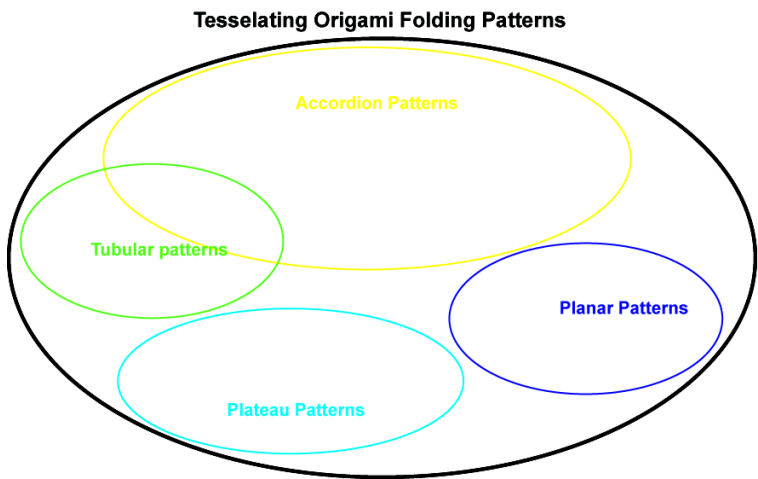 Tesselating Origami Folding Patterns
Accordion Patterns
Tubular patterns
Planar Patterns
Plateau Patterns